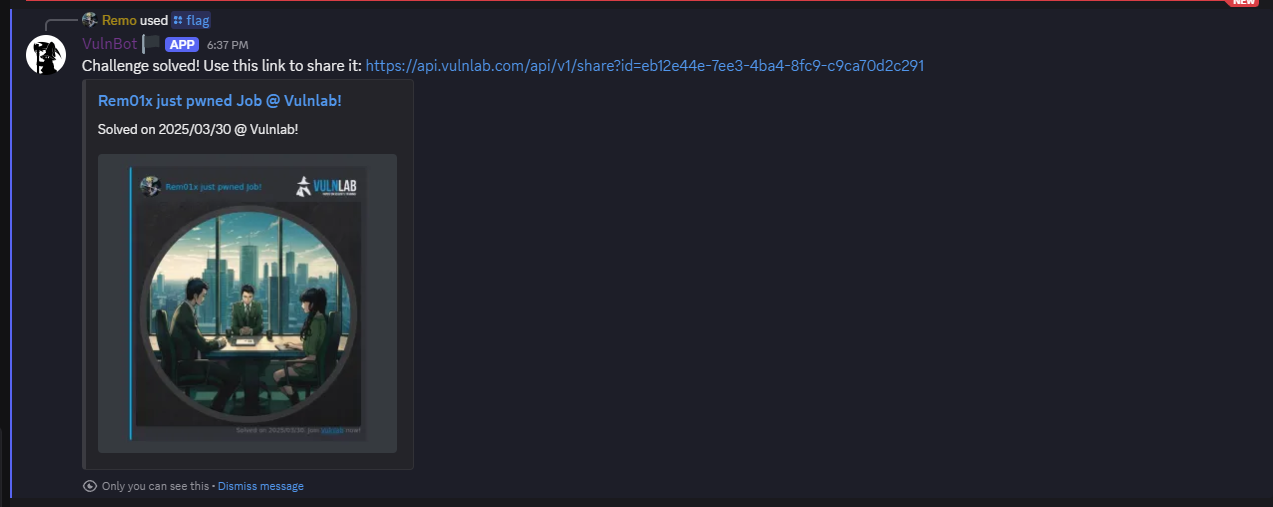 NEW
Remo used flag
VulnBot APP 6:37 PM
Challenge solved! Use this link to share it: https://api.vulnlab.com/api/v1/share?id=eb12e44e-7ee3-4ba4-8fc9-c9ca70d2c291
Rem01x just pwned Job @ Vulnlab!
Solved on 2025/03/30 @ Vulnlab!
Rem01x just pwned Job!
VULNLAB
Solved on 2025/03/30. Join vulnlab now!
Only you can see this • Dismiss message